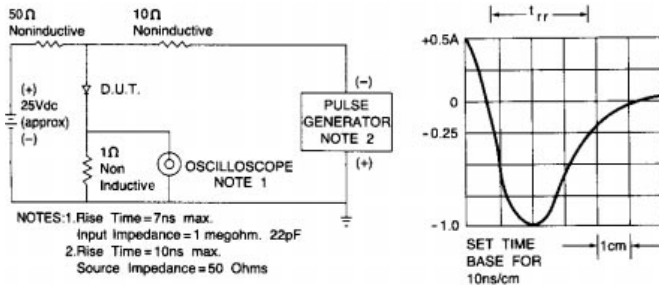 50Ω
Noninductive
10Ω
Noninductive
(+)
25Vdc
(approx)
(−)
D.U.T.
1Ω
Non
Inductive
OSCILLOSCOPE
NOTE 1
(−)
PULSE
GENERATOR
NOTE 2
(+)
NOTES:1.Rise Time=7ns max.
Input Impedance=1 megohm. 22pF
2.Rise Time=10ns max.
Source Impedance=50 Ohms
trr
+0.5A
0
-0.25
-1.0
SET TIME
BASE FOR
10ns/cm
1cm